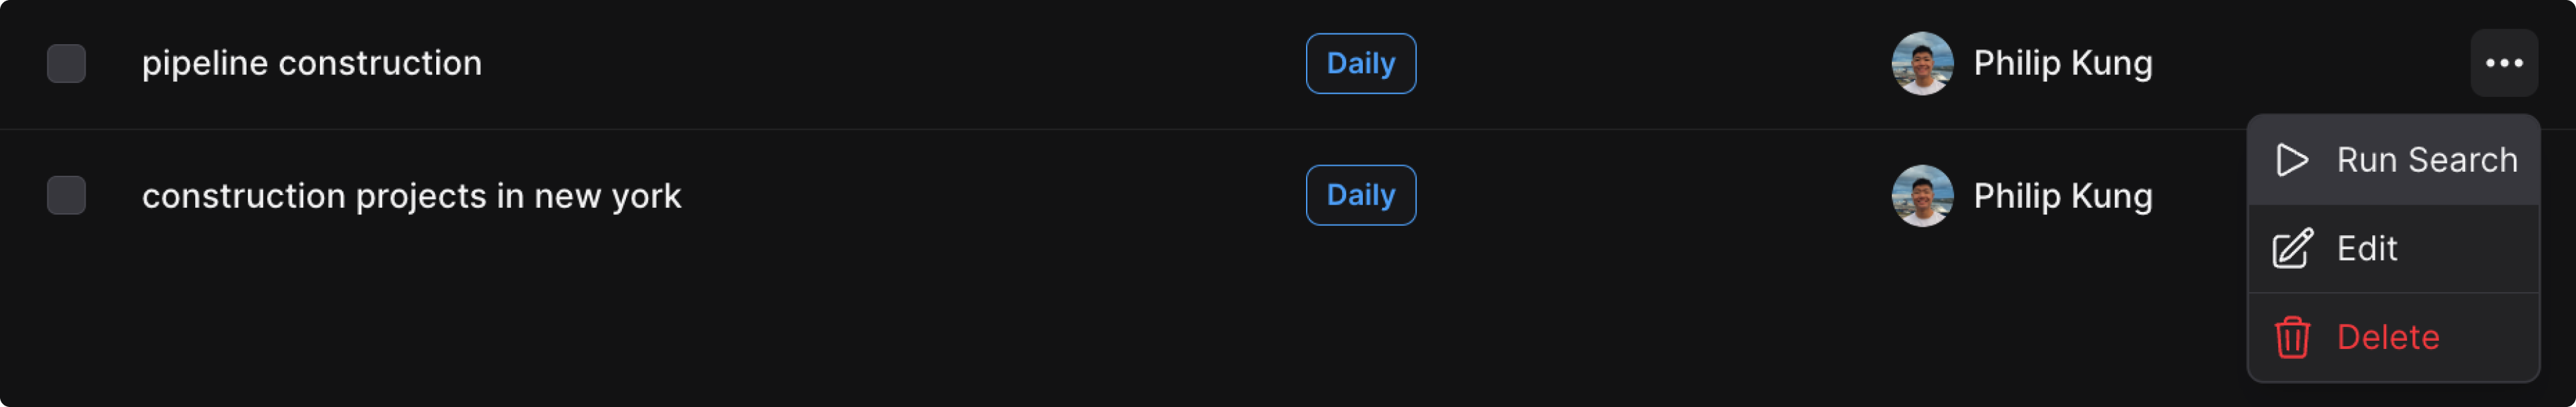 pipeline construction Daily Philip Kung
construction projects in new york Daily Philip Kung
Run Search
Edit
Delete